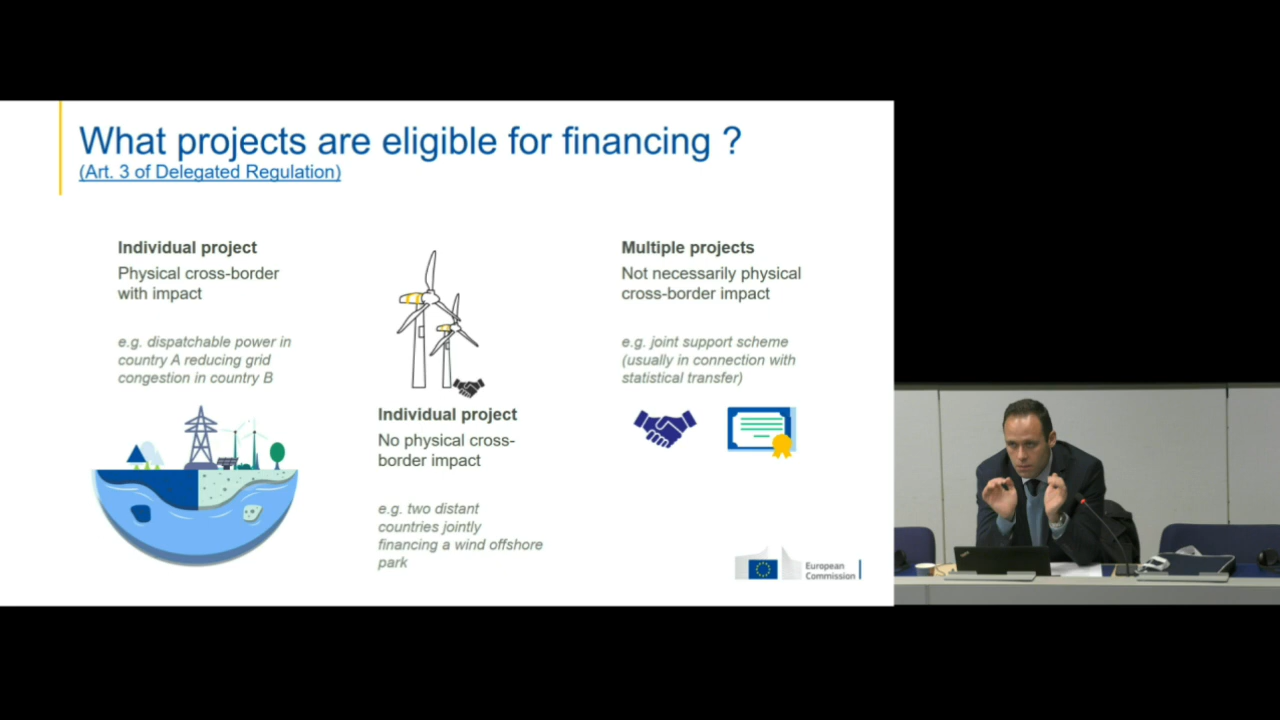 What projects are eligible for financing ?
(Art. 3 of Delegated Regulation)
Individual project
Physical cross-border
with impact
e.g. dispatchable power in
country A reducing grid
congestion in country B
Individual project
No physical cross-
border impact
e.g. two distant
countries jointly
financing a wind offshore
park
Multiple projects
Not necessarily physical
cross-border impact
e.g. joint support scheme
(usually in connection with
statistical transfer)
European
Commission